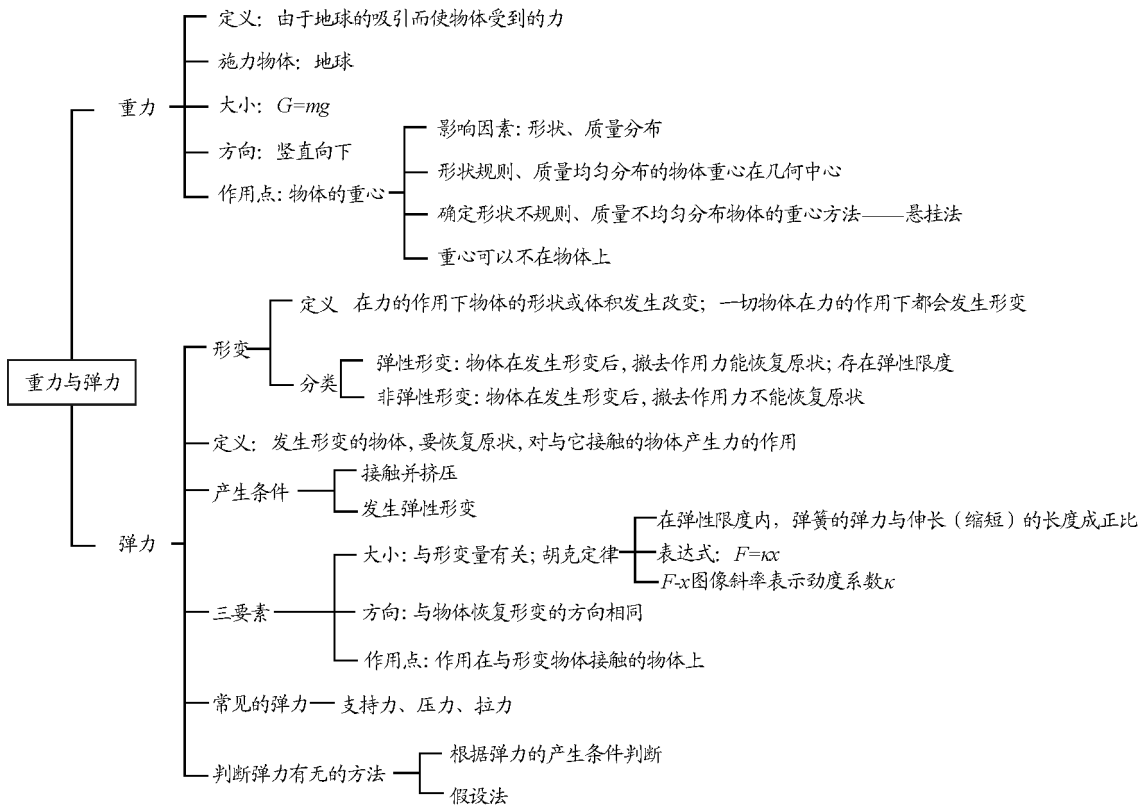 定义：由于地球的吸引而使物体受到的力
施力物体：地球
重力
大小：G=mg
方向：竖直向下
作用点：物体的重心
影响因素：形状、质量分布
形状规则、质量均匀分布的物体重心在几何中心
确定形状不规则、质量不均匀分布物体的重心方法——悬挂法
重心可以不在物体上
重力与弹力
形变
定义 在力的作用下物体的形状或体积发生改变；一切物体在力的作用下都会发生形变
分类
弹性形变：物体在发生形变后，撤去作用力能恢复原状；存在弹性限度
非弹性形变：物体在发生形变后，撤去作用力不能恢复原状
定义：发生形变的物体，要恢复原状，对与它接触的物体产生力的作用
产生条件
接触并挤压
发生弹性形变
弹力
三要素
大小：与形变量有关；胡克定律
在弹性限度内，弹簧的弹力与伸长（缩短）的长度成正比
表达式：F=κx
F-x图像斜率表示劲度系数κ
方向：与物体恢复形变的方向相同
作用点：作用在与形变物体接触的物体上
常见的弹力
支持力、压力、拉力
判断弹力有无的方法
根据弹力的产生条件判断
假设法